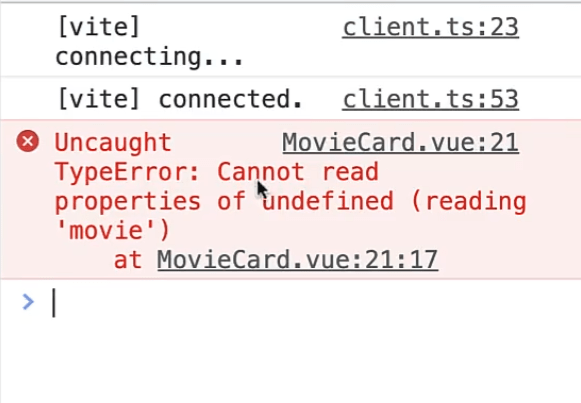 [vite] client.ts:23
connecting...
[vite] connected. client.ts:53
Uncaught MovieCard.vue:21
TypeError: Cannot read
properties of undefined (reading
'movie')
at MovieCard.vue:21:17
>